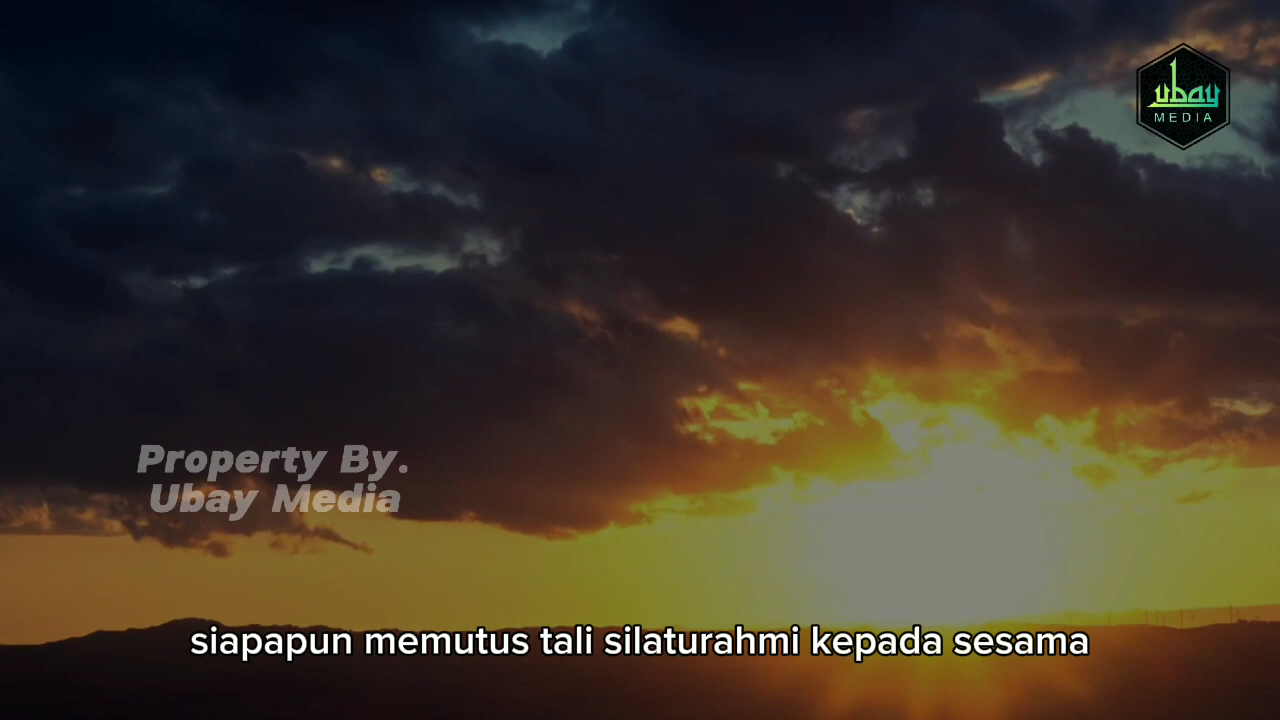 ubay
MEDIA
Property By.
Ubay Media
siapapun memutus tali silaturahmi kepada sesama